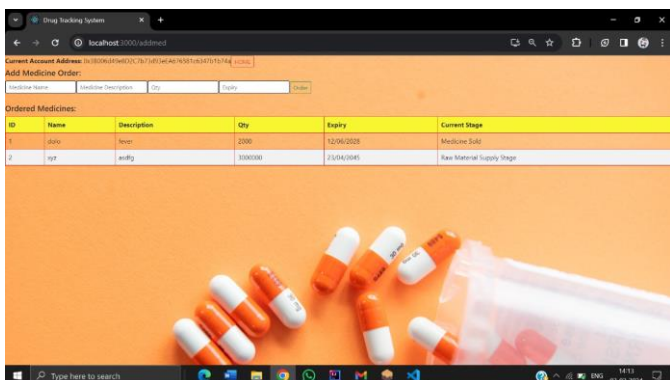 Drug Tracking System
localhost:3000/addmed
Current Account Address: HOME
Add Medicine Order:
Medicine Name Medicine Description Qty Expiry Order
Ordered Medicines:
ID Name Description Qty Expiry Current Stage
1 dolo fever 2000 12/06/2028 Medicine Sold
2 xyz asdfg 3000000 23/04/2045 Raw Material Supply Stage
Type here to search
ENG
14:13